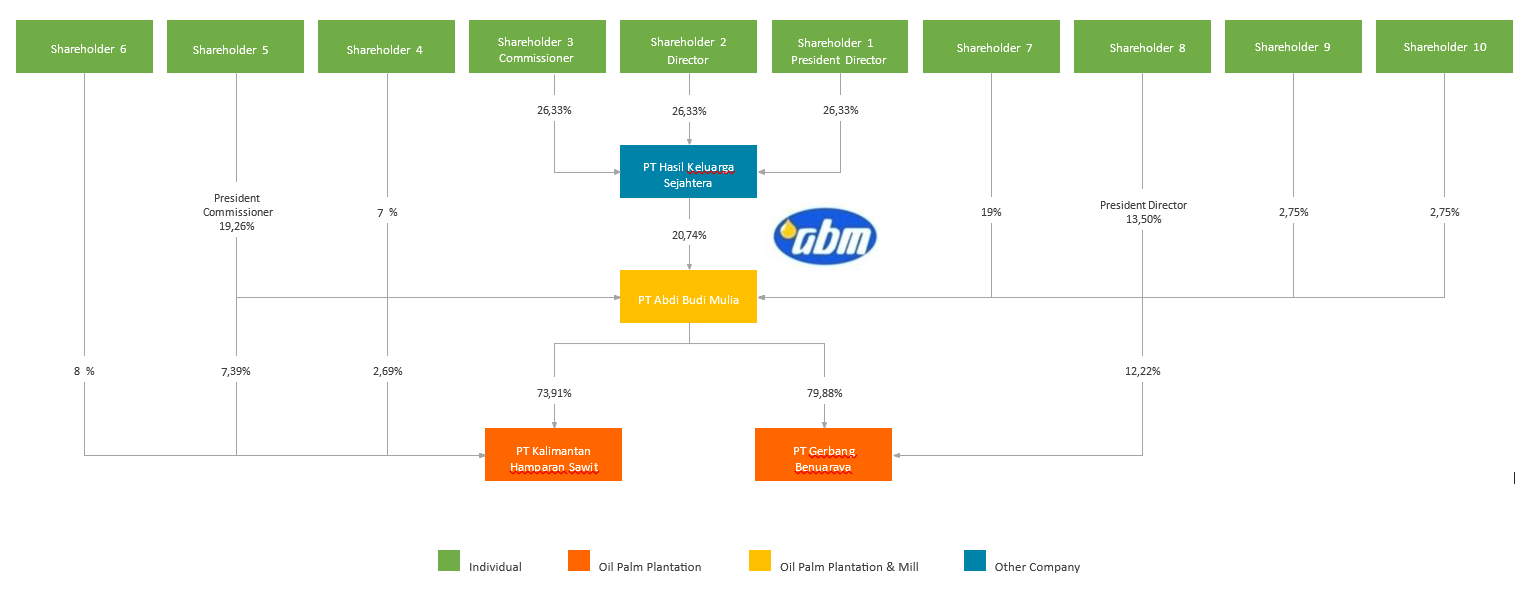 Shareholder 6
Shareholder 5
Shareholder 4
Shareholder 3
Commissioner
Shareholder 2
Director
Shareholder 1
President Director
Shareholder 7
Shareholder 8
Shareholder 9
Shareholder 10
26,33%
26,33%
26,33%
PT Hasil Keluarga
Sejahtera
President
Commissioner
19,26%
7 %
20,74%
abm
19%
President Director
13,50%
2,75%
2,75%
PT Abdi Budi Mulia
8 %
7,39%
2,69%
73,91%
79,88%
12,22%
PT Kalimantan
Hamparan Sawit
PT Gerbang
Benuaraya
Individual
Oil Palm Plantation
Oil Palm Plantation & Mill
Other Company